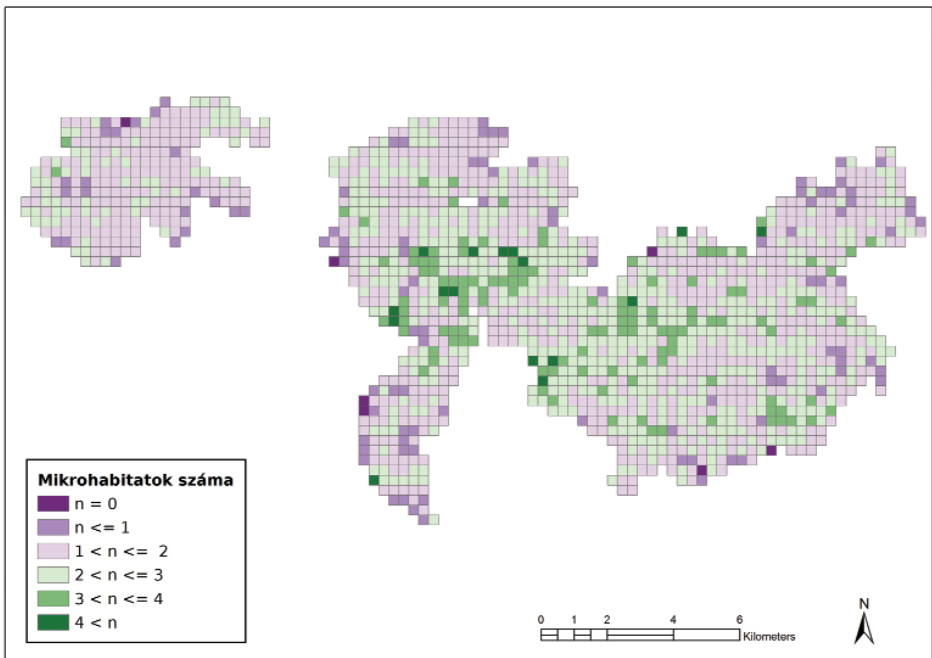 Mikrohabitatok száma
n = 0
n <= 1
1 < n <= 2
2 < n <= 3
3 < n <= 4
4 < n
0 1 2 4 6
Kilometers
N